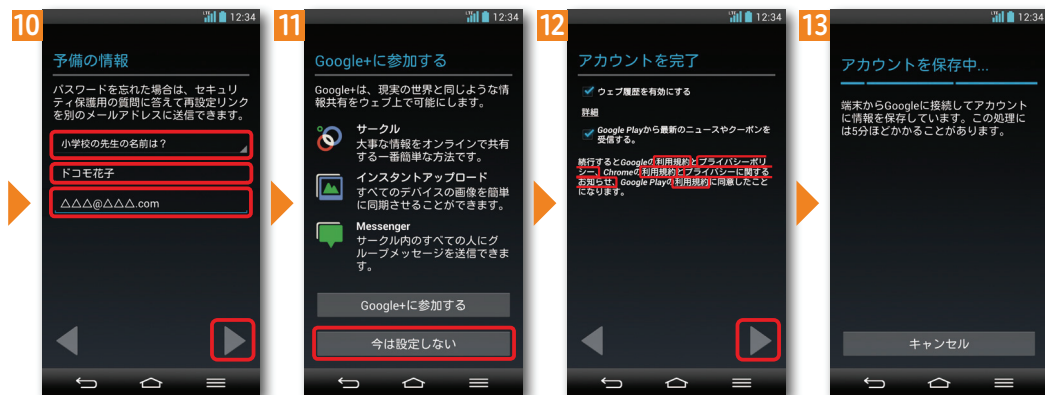 10
12:34
予備の情報
パスワードを忘れた場合は、セキュリ
ティ保護用の質問に答えて再設定リンク
を別のメールアドレスに送信できます。
小学校の先生の名前は？
ドコモ花子
△△△@△△△.com
11
12:34
Google+に参加する
Google+は、現実の世界と同じような情
報共有をウェブ上で可能にします。
サークル
大事な情報をオンラインで共有
する一番簡単な方法です。
インスタントアップロード
すべてのデバイスの画像を簡単
に同期させることができます。
Messenger
サークル内のすべての人にグ
ループメッセージを送信できま
す。
Google+に参加する
今は設定しない
12
12:34
アカウントを完了
ウェブ履歴を有効にする
詳細
Google Playから最新のニュースやクーポンを
受信する。
続行するとGoogleの利用規約とプライバシーポリ
シー、Chromeの利用規約とプライバシーに関する
お知らせ、Google Playの利用規約に同意したこと
になります。
13
12:34
アカウントを保存中...
端末からGoogleに接続してアカウント
に情報を保存しています。この処理に
は5分ほどかかることがあります。
キャンセル